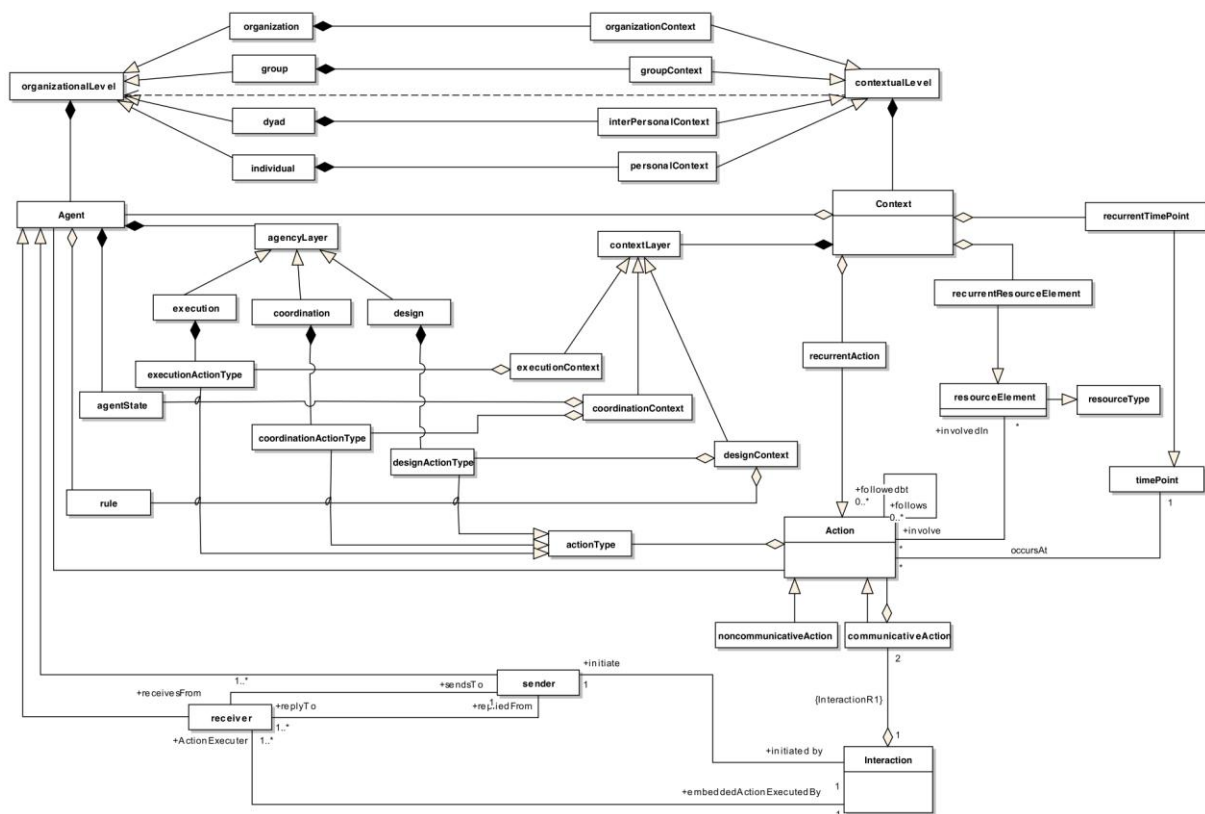 organization
organizationContext
group
groupContext
organizationalLevel
contextualLevel
dyad
interPersonalContext
individual
personalContext
Agent
Context
recurrentTimePoint
agencyLayer
contextLayer
execution
coordination
design
recurrentResourceElement
executionActionType
executionContext
recurrentAction
agentState
coordinationContext
resourceElement
resourceType
coordinationActionType
+involvedIn
*
designActionType
designContext
timePoint
rule
+followedbt
0..*
+follows
0..*
1
Action
+involve
actionType
*
occursAt
*
noncommunicativeAction
communicativeAction
2
+initiate
1..*
sender
1
+receivesFrom
+sendsTo
1
{InteractionR1}
+replyTo
+repliedFrom
receiver
1..*
+ActionExecuter
1..*
1
+initiated by
Interaction
1
+embeddedActionExecutedBy
*